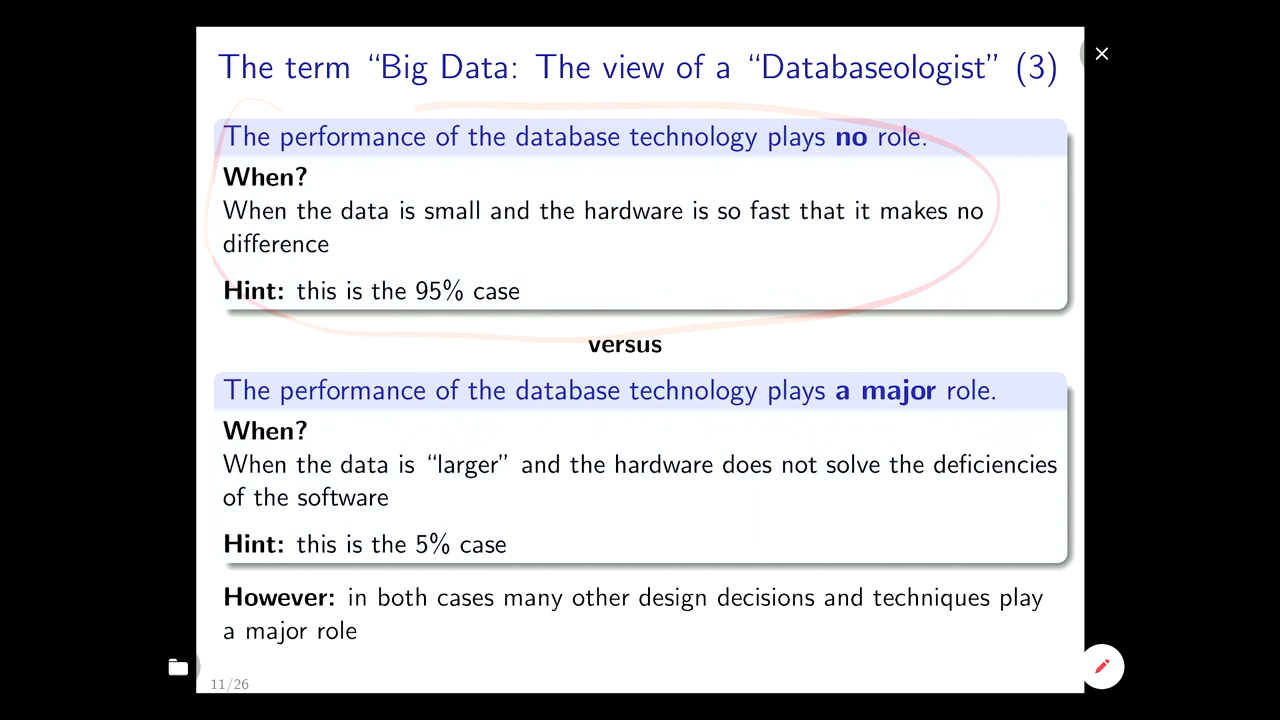 The term “Big Data: The view of a “Databaseologist” (3)
The performance of the database technology plays no role.
When?
When the data is small and the hardware is so fast that it makes no
difference
Hint: this is the 95% case
versus
The performance of the database technology plays a major role.
When?
When the data is “larger” and the hardware does not solve the deficiencies
of the software
Hint: this is the 5% case
However: in both cases many other design decisions and techniques play
a major role
11/26